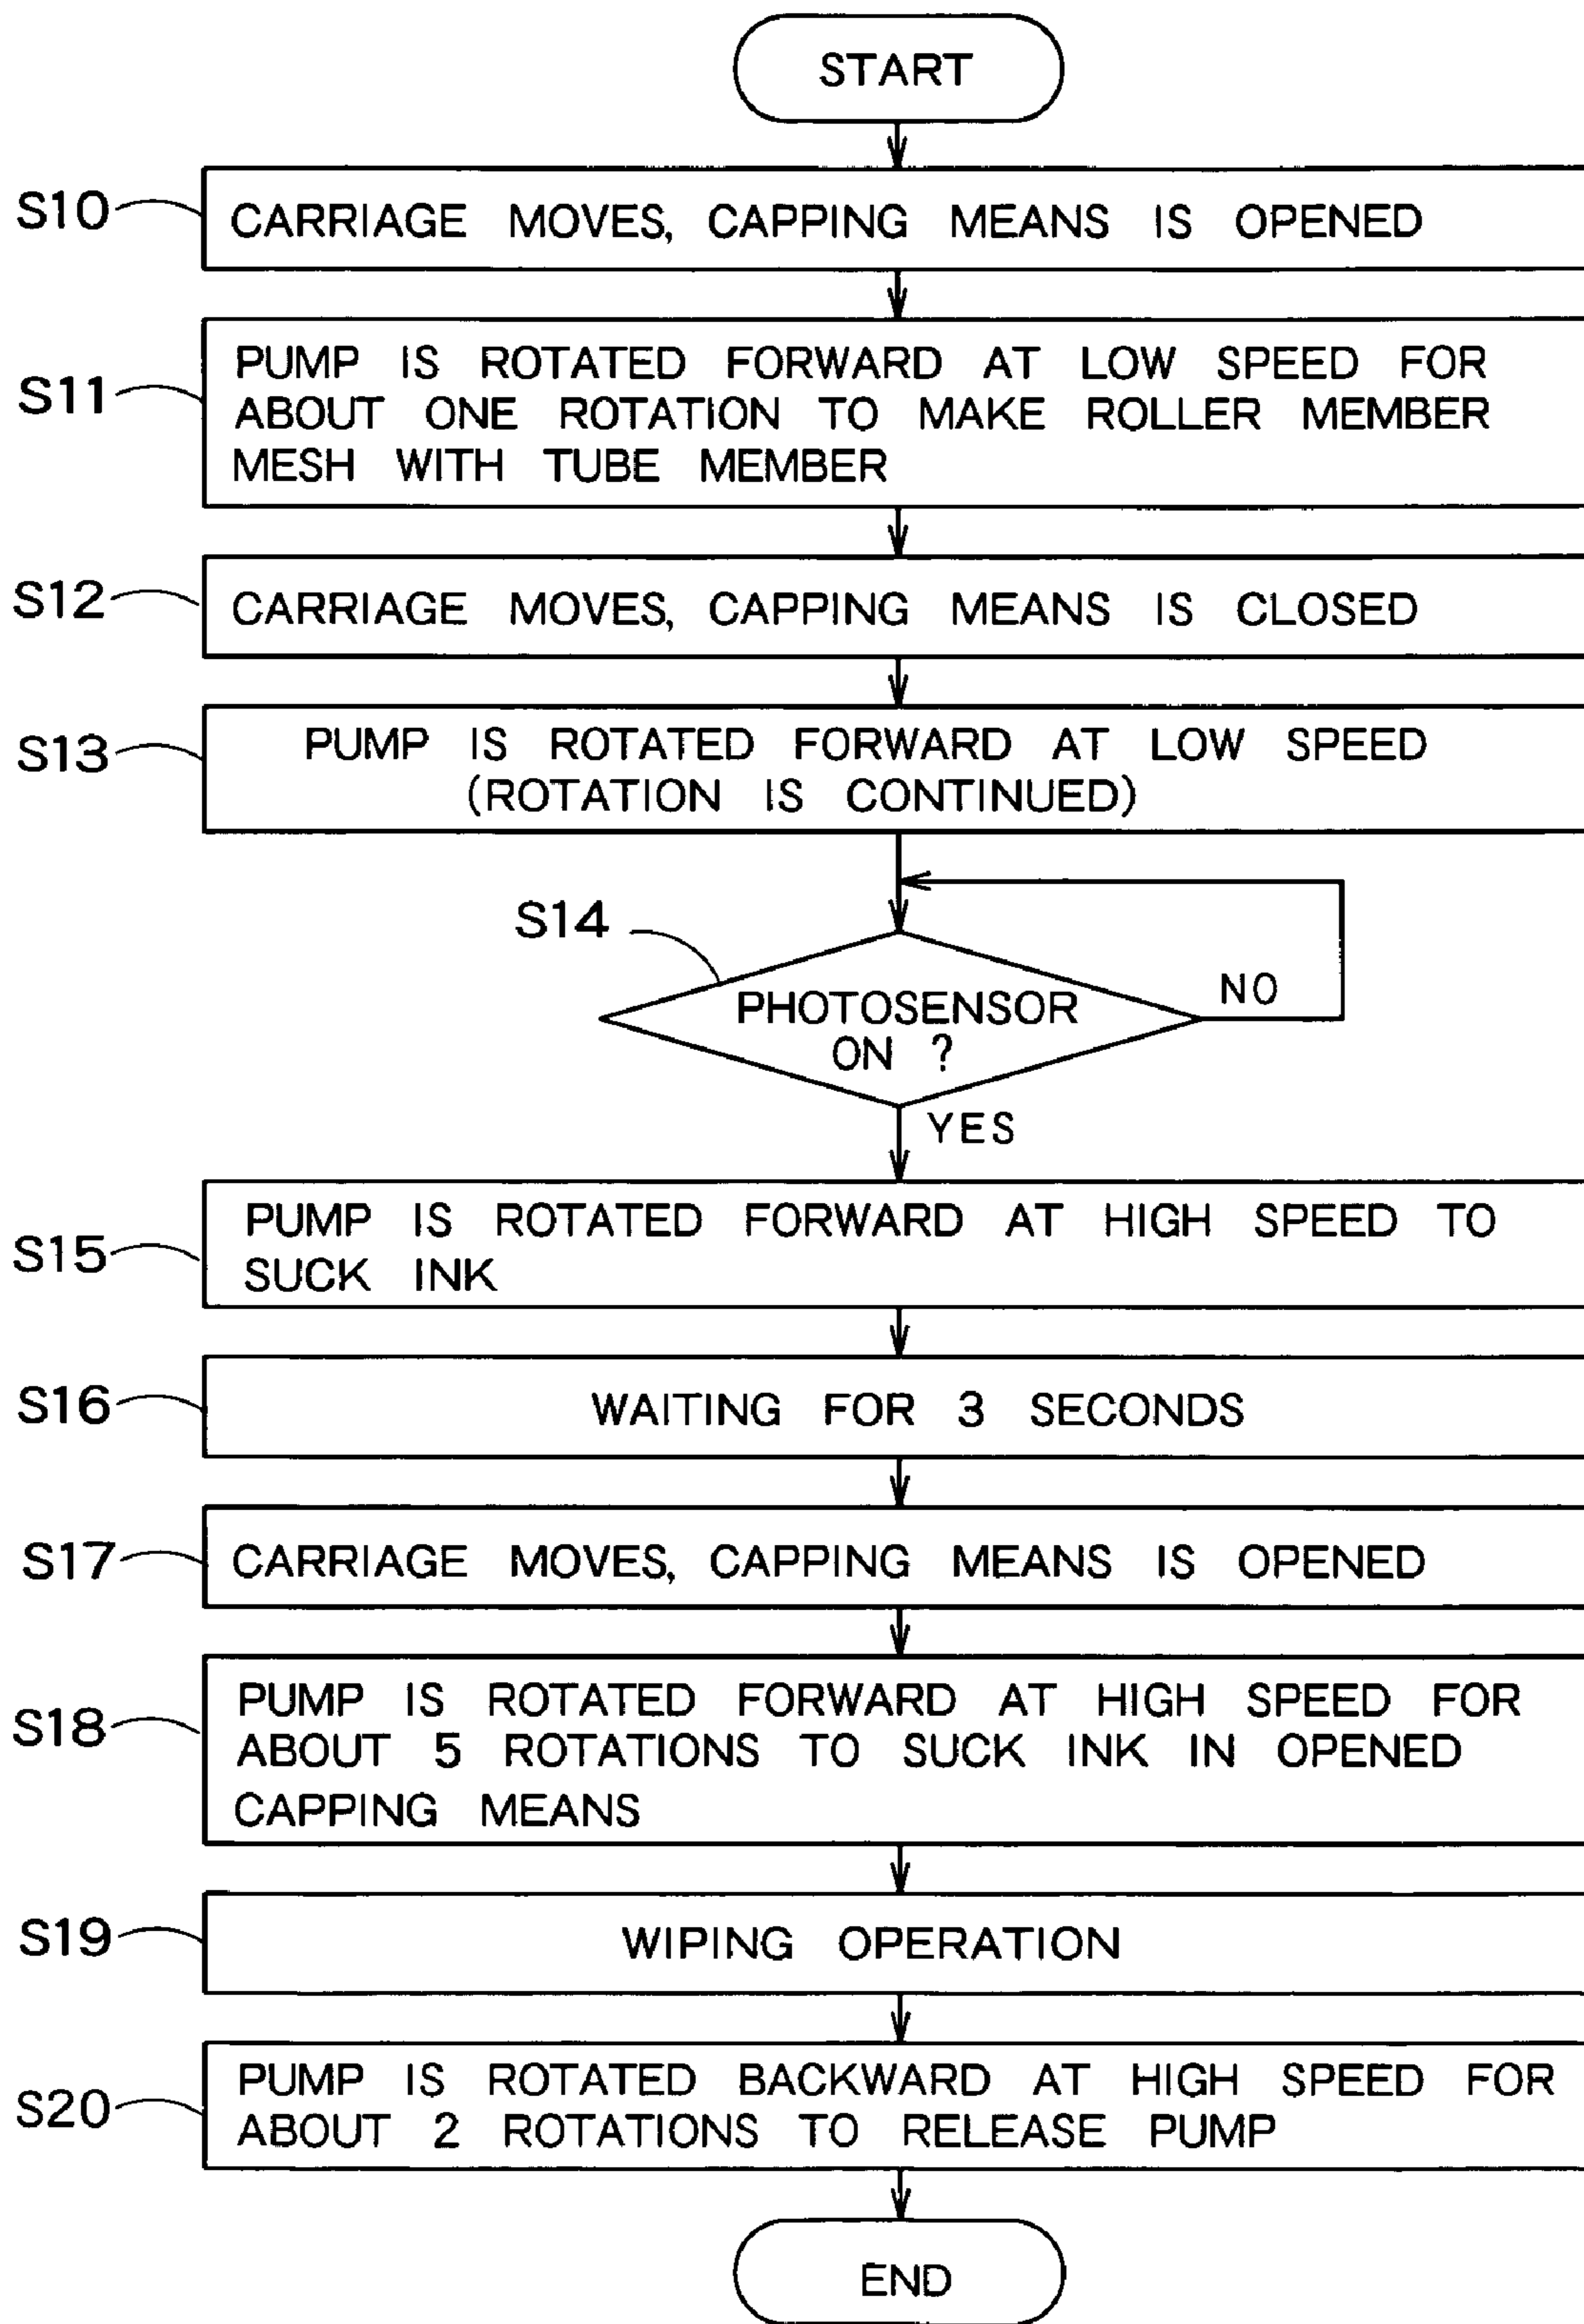 START
S10
CARRIAGE MOVES, CAPPING MEANS IS OPENED
S11
PUMP IS ROTATED FORWARD AT LOW SPEED FOR
ABOUT ONE ROTATION TO MAKE ROLLER MEMBER
MESH WITH TUBE MEMBER
S12
CARRIAGE MOVES, CAPPING MEANS IS CLOSED
S13
PUMP IS ROTATED FORWARD AT LOW SPEED
(ROTATION IS CONTINUED)
S14
PHOTOSENSOR
ON ?
NO
YES
S15
PUMP IS ROTATED FORWARD AT HIGH SPEED TO
SUCK INK
S16
WAITING FOR 3 SECONDS
S17
CARRIAGE MOVES, CAPPING MEANS IS OPENED
S18
PUMP IS ROTATED FORWARD AT HIGH SPEED FOR
ABOUT 5 ROTATIONS TO SUCK INK IN OPENED
CAPPING MEANS
S19
WIPING OPERATION
S20
PUMP IS ROTATED BACKWARD AT HIGH SPEED FOR
ABOUT 2 ROTATIONS TO RELEASE PUMP
END